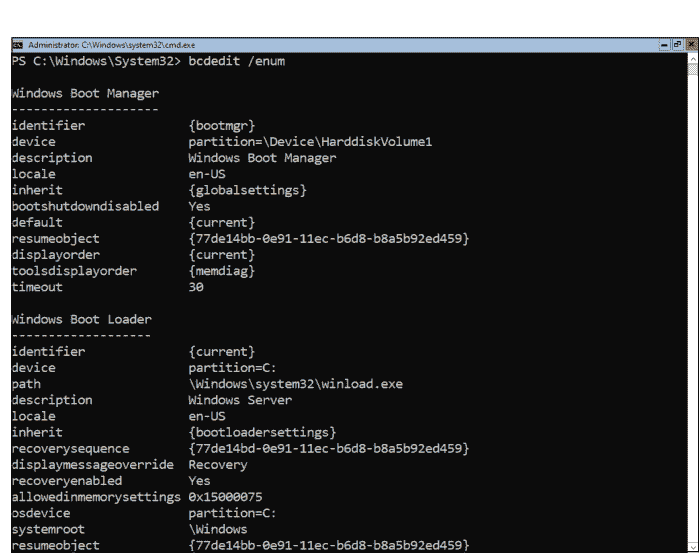 Administrator: C:\Windows\system32\cmd.exe
PS C:\Windows\System32> bcdedit /enum
Windows Boot Manager
--------------------
identifier              {bootmgr}
device                  partition=\Device\HarddiskVolume1
description             Windows Boot Manager
locale                  en-US
inherit                 {globalsettings}
bootshutdowndisabled    Yes
default                 {current}
resumeobject            {77de14bb-0e91-11ec-b6d8-b8a5b92ed459}
displayorder            {current}
toolsdisplayorder       {memdiag}
timeout                 30
Windows Boot Loader
-------------------
identifier              {current}
device                  partition=C:
path                    \Windows\system32\winload.exe
description             Windows Server
locale                  en-US
inherit                 {bootloadersettings}
recoverysequence        {77de14bd-0e91-11ec-b6d8-b8a5b92ed459}
displaymessageoverride  Recovery
recoveryenabled         Yes
allowedinmemorysettings 0x15000075
osdevice                partition=C:
systemroot              \Windows
resumeobject            {77de14bb-0e91-11ec-b6d8-b8a5b92ed459}